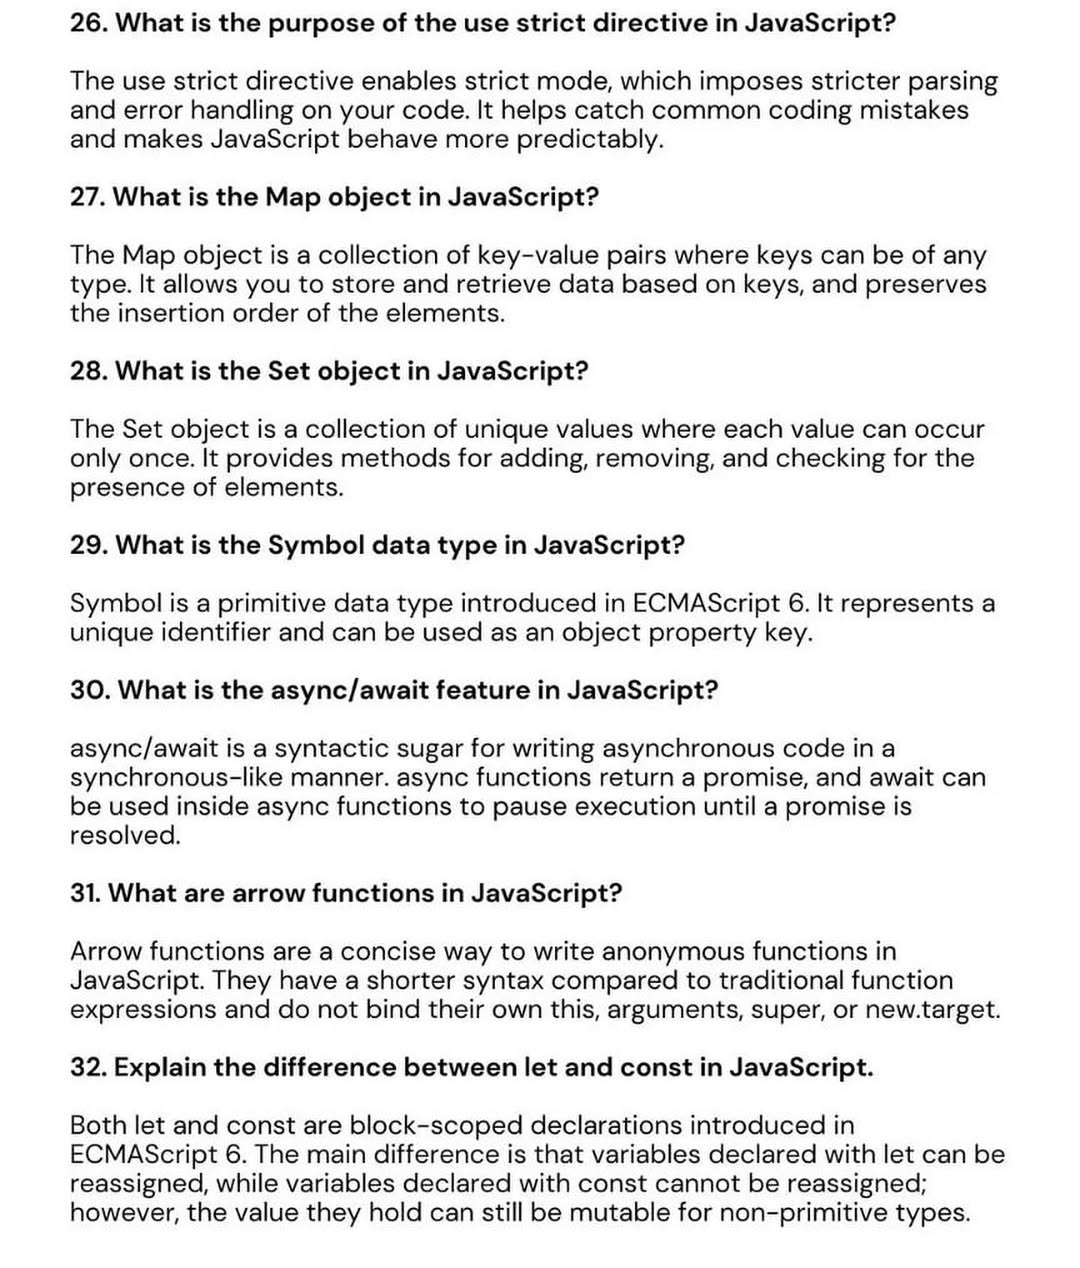 26. What is the purpose of the use strict directive in JavaScript?
The use strict directive enables strict mode, which imposes stricter parsing
and error handling on your code. It helps catch common coding mistakes
and makes JavaScript behave more predictably.
27. What is the Map object in JavaScript?
The Map object is a collection of key-value pairs where keys can be of any
type. It allows you to store and retrieve data based on keys, and preserves
the insertion order of the elements.
28. What is the Set object in JavaScript?
The Set object is a collection of unique values where each value can occur
only once. It provides methods for adding, removing, and checking for the
presence of elements.
29. What is the Symbol data type in JavaScript?
Symbol is a primitive data type introduced in ECMAScript 6. It represents a
unique identifier and can be used as an object property key.
30. What is the async/await feature in JavaScript?
async/await is a syntactic sugar for writing asynchronous code in a
synchronous-like manner. async functions return a promise, and await can
be used inside async functions to pause execution until a promise is
resolved.
31. What are arrow functions in JavaScript?
Arrow functions are a concise way to write anonymous functions in
JavaScript. They have a shorter syntax compared to traditional function
expressions and do not bind their own this, arguments, super, or new.target.
32. Explain the difference between let and const in JavaScript.
Both let and const are block-scoped declarations introduced in
ECMAScript 6. The main difference is that variables declared with let can be
reassigned, while variables declared with const cannot be reassigned;
however, the value they hold can still be mutable for non-primitive types.